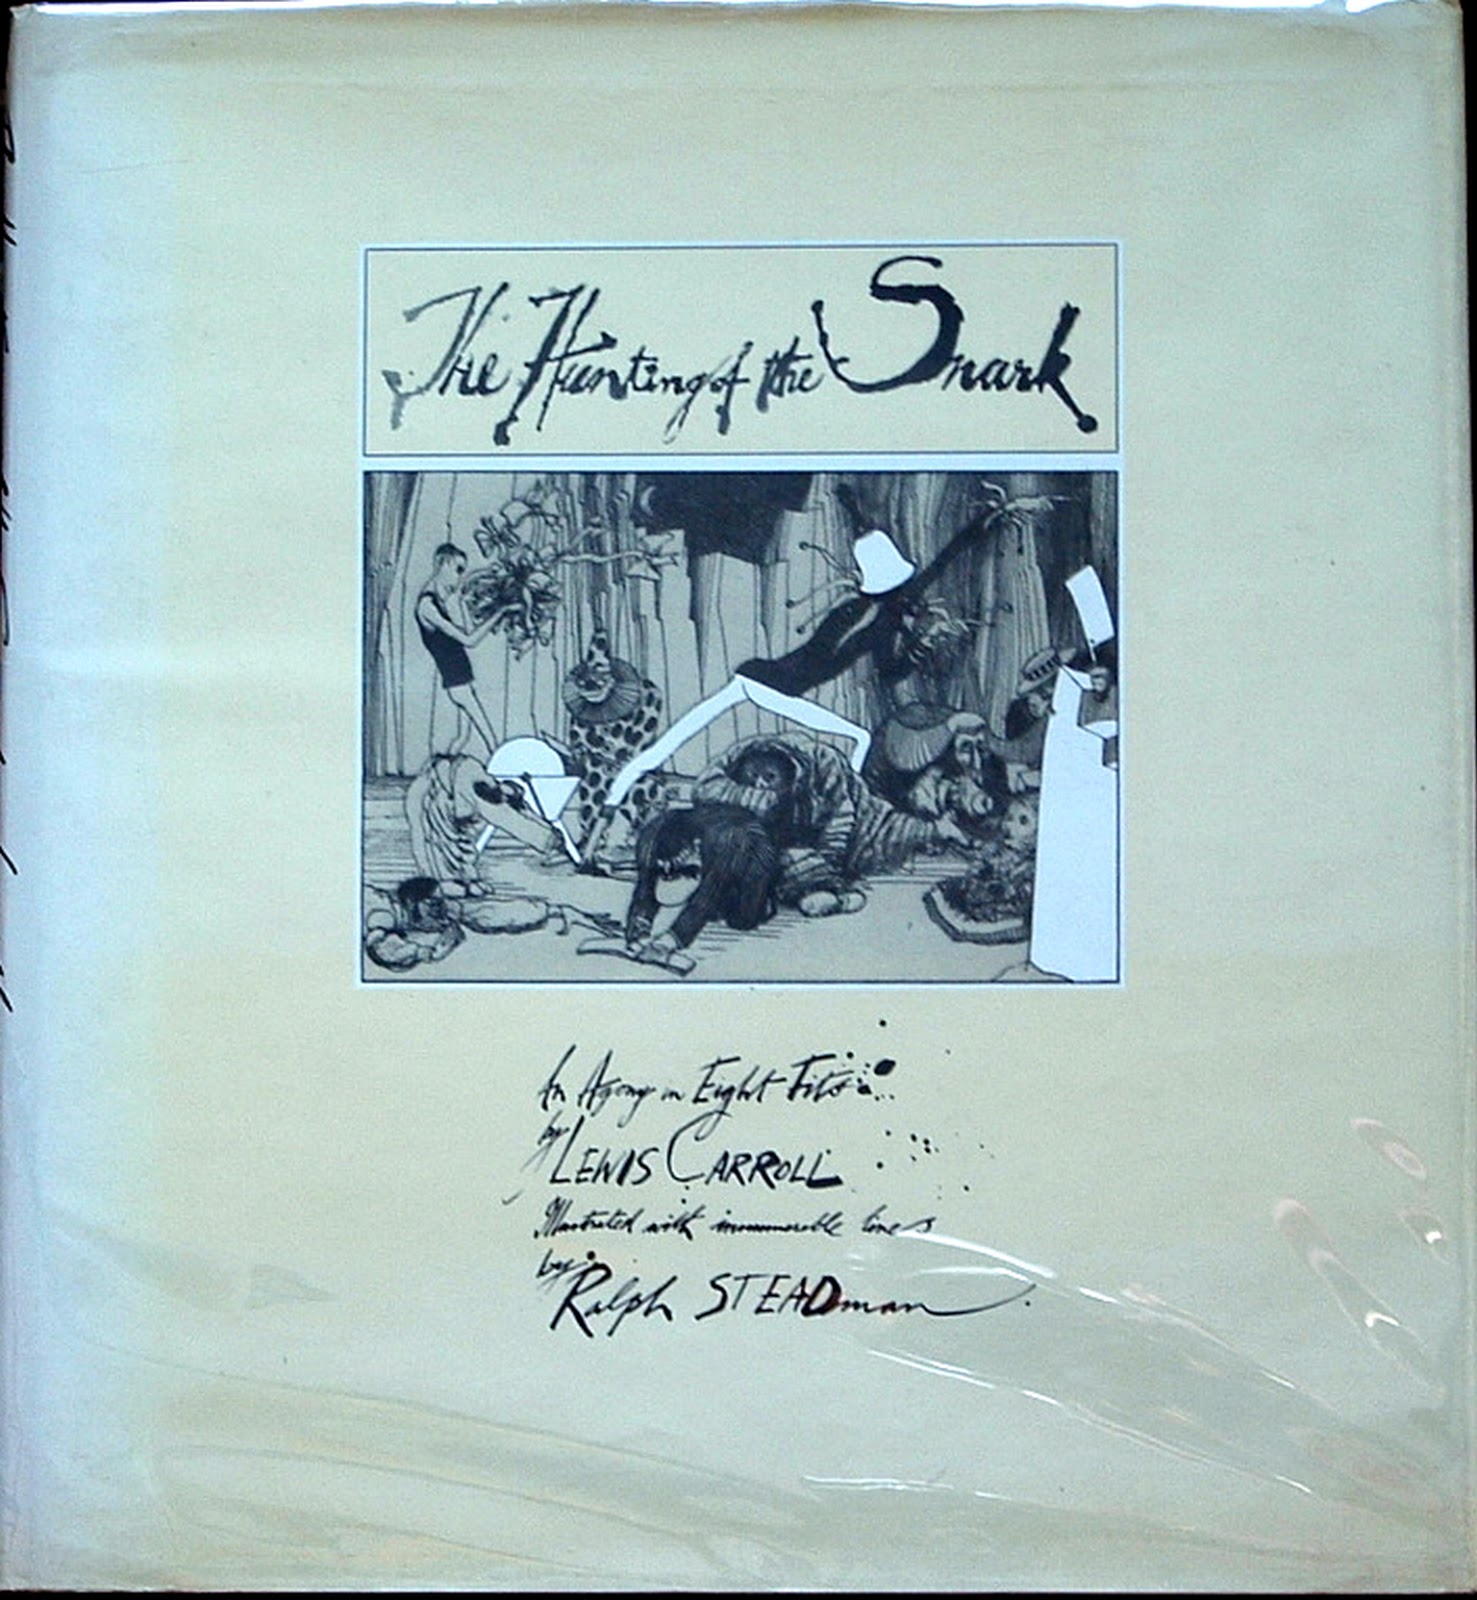 The Hunting of the Snark
An Agony in Eight Fits
by
LEWIS CARROLL
Illustrated with innumerable lines
by
Ralph STEADman